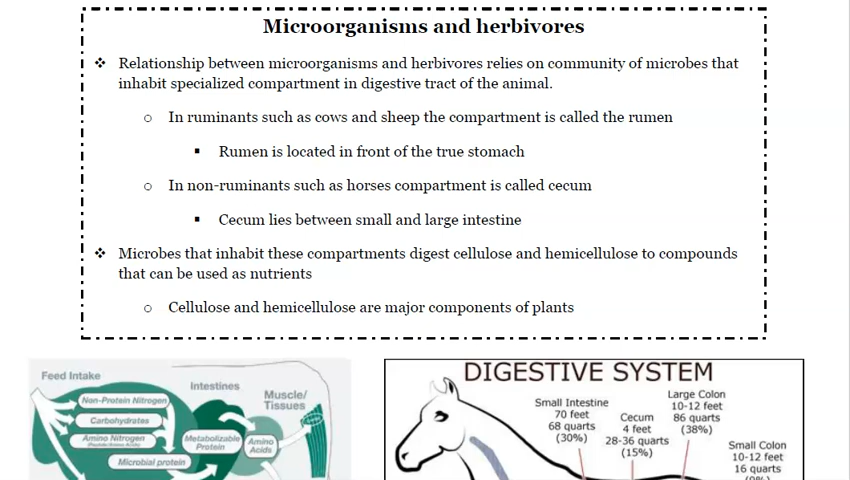 Microorganisms and herbivores
❖ Relationship between microorganisms and herbivores relies on community of microbes that
inhabit specialized compartment in digestive tract of the animal.
o In ruminants such as cows and sheep the compartment is called the rumen
▪ Rumen is located in front of the true stomach
o In non-ruminants such as horses compartment is called cecum
▪ Cecum lies between small and large intestine
❖ Microbes that inhabit these compartments digest cellulose and hemicellulose to compounds
that can be used as nutrients
o Cellulose and hemicellulose are major components of plants
Feed Intake
Non-Protein Nitrogen
Carbohydrates
Amino Nitrogen
Microbial protein
Intestines
Metabolizable
Protein
Amino
Acids
Muscle/
Tissues
DIGESTIVE SYSTEM
Small Intestine
70 feet
68 quarts
(30%)
Cecum
4 feet
28-36 quarts
(15%)
Large Colon
10-12 feet
86 quarts
(38%)
Small Colon
10-12 feet
16 quarts